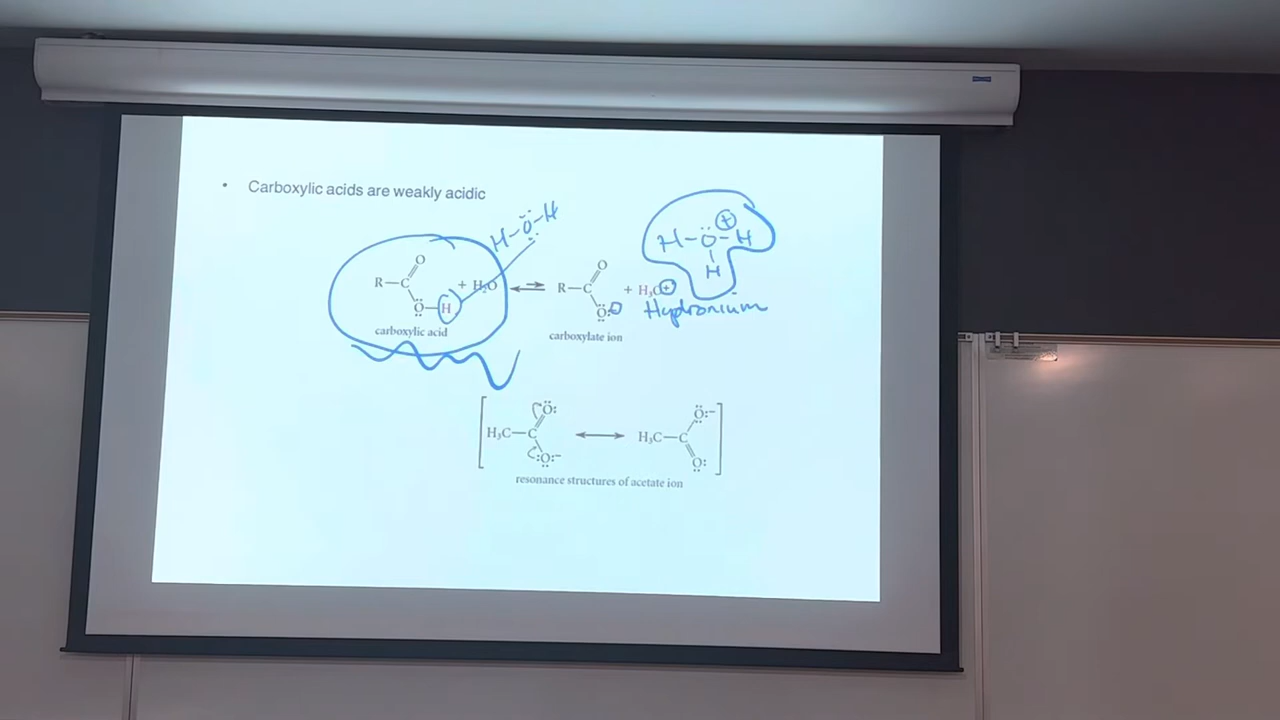 • Carboxylic acids are weakly acidic
H–Ö–H
H–Ö–H
H
⊕
R—C
O
Ö—H
+ H₂O
⇌
R—C
O
Ö:⊖
+ H₃O⊕
Hydronium
carboxylic acid
carboxylate ion
H₃C—C
Ö:
:Ö:–
⟷
H₃C—C
Ö:–
O:
resonance structures of acetate ion